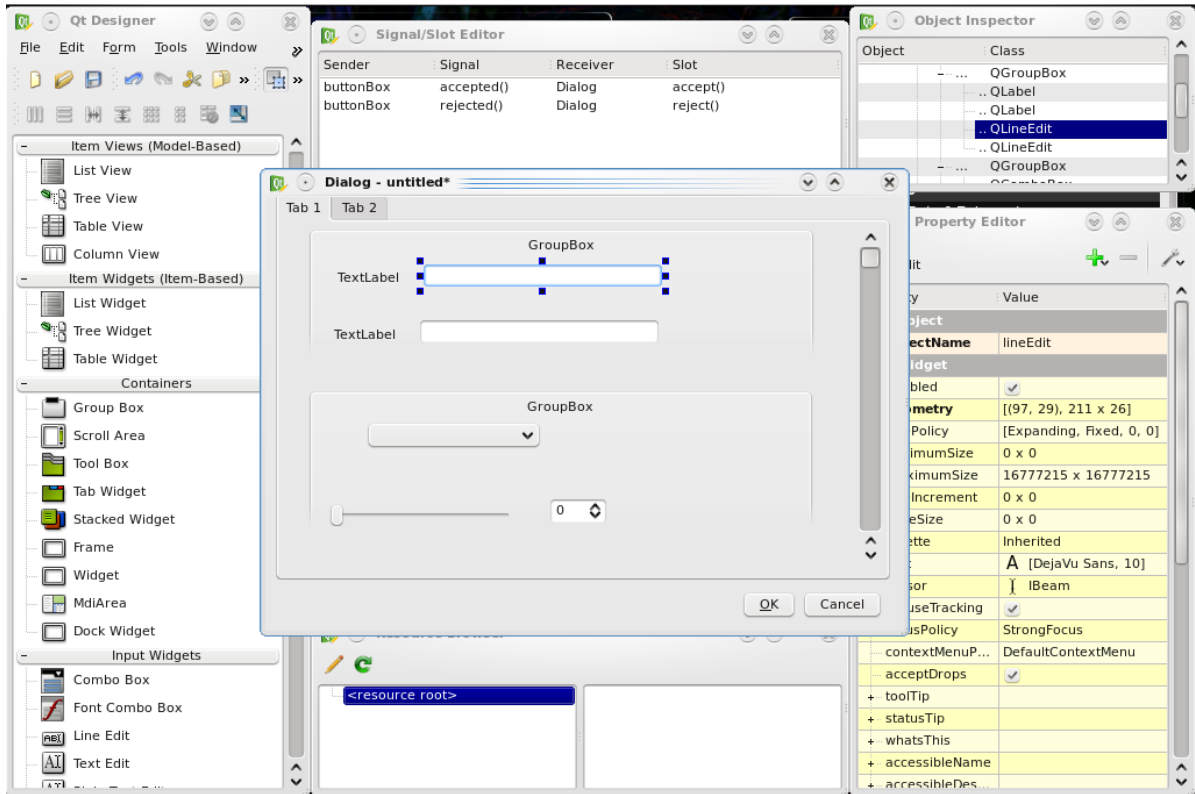 Qt Designer
File Edit Form Tools Window »
Item Views (Model-Based)
List View
Tree View
Table View
Column View
Item Widgets (Item-Based)
List Widget
Tree Widget
Table Widget
Containers
Group Box
Scroll Area
Tool Box
Tab Widget
Stacked Widget
Frame
Widget
MdiArea
Dock Widget
Input Widgets
Combo Box
Font Combo Box
Line Edit
Text Edit
Signal/Slot Editor
Sender Signal Receiver Slot
buttonBox accepted() Dialog accept()
buttonBox rejected() Dialog reject()
Dialog - untitled*
Tab 1 Tab 2
GroupBox
TextLabel
TextLabel
GroupBox
0
OK Cancel
<resource root>
Object Inspector
Object Class
... QGroupBox
.. QLabel
.. QLabel
.. QLineEdit
.. QLineEdit
... QGroupBox
Property Editor
Value
lineEdit
[(97, 29), 211 x 26]
Policy [Expanding, Fixed, 0, 0]
0 x 0
16777215 x 16777215
Increment 0 x 0
0 x 0
Inherited
A [DejaVu Sans, 10]
IBeam
useTracking
StrongFocus
contextMenuP... DefaultContextMenu
acceptDrops
toolTip
statusTip
whatsThis
accessibleName
accessibleDes...